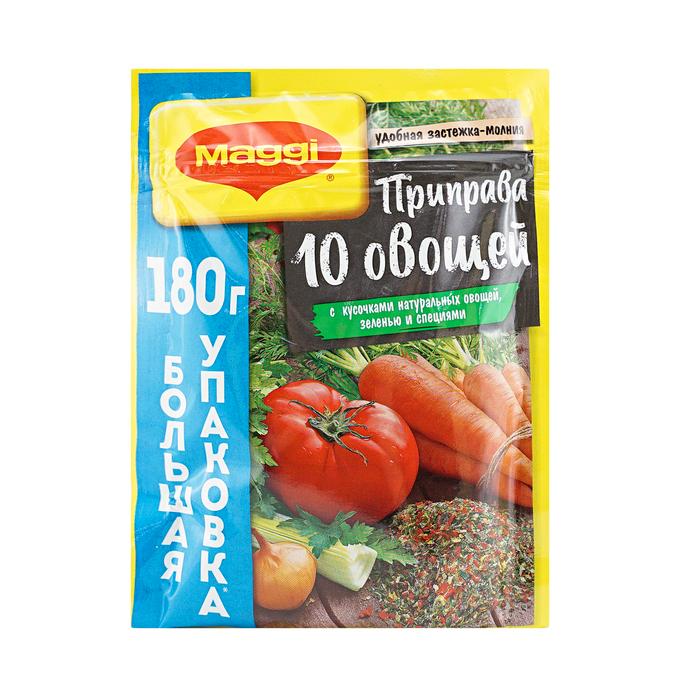 Maggi
®
удобная застежка-молния
Приправа
10 овощей
с кусочками натуральных овощей,
зеленью и специями
180г
БОЛЬШАЯ
УПАКОВКА*